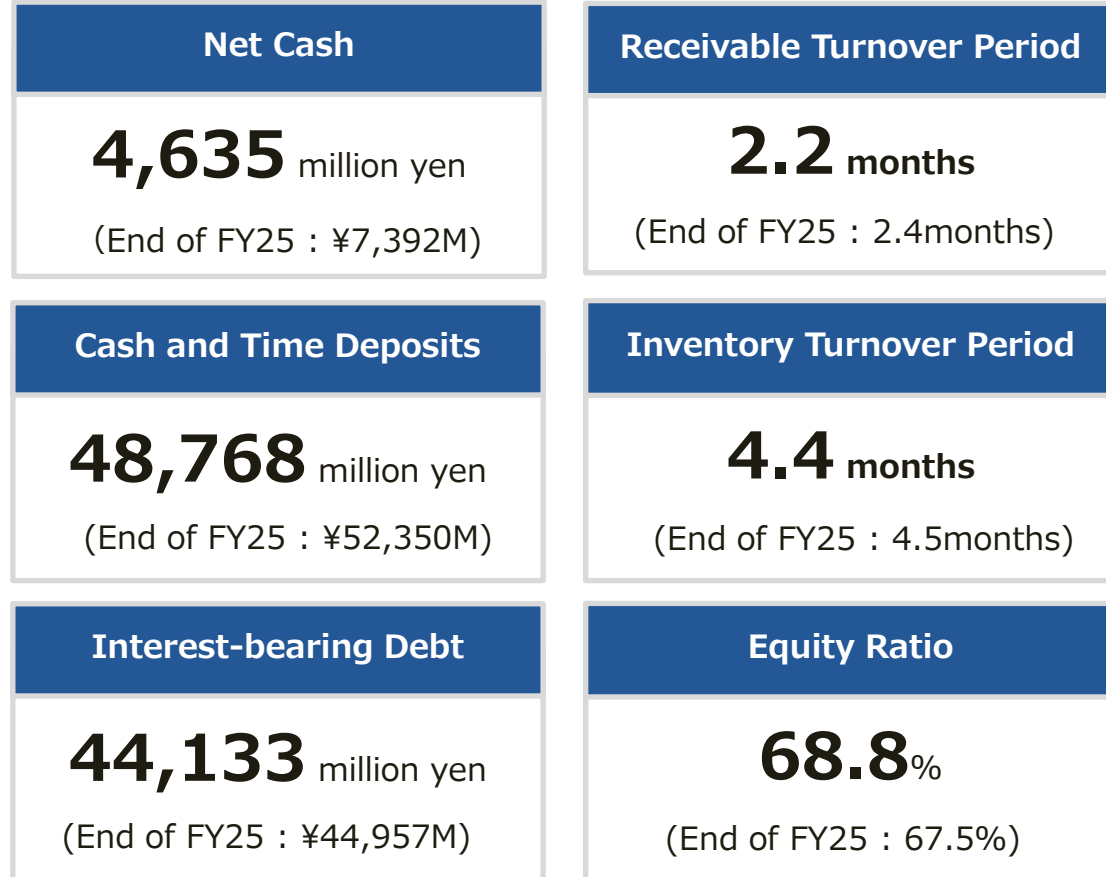 Net Cash
4,635 million yen
(End of FY25 : ¥7,392M)
Receivable Turnover Period
2.2 months
(End of FY25 : 2.4months)
Cash and Time Deposits
48,768 million yen
(End of FY25 : ¥52,350M)
Inventory Turnover Period
4.4 months
(End of FY25 : 4.5months)
Interest-bearing Debt
44,133 million yen
(End of FY25 : ¥44,957M)
Equity Ratio
68.8%
(End of FY25 : 67.5%)